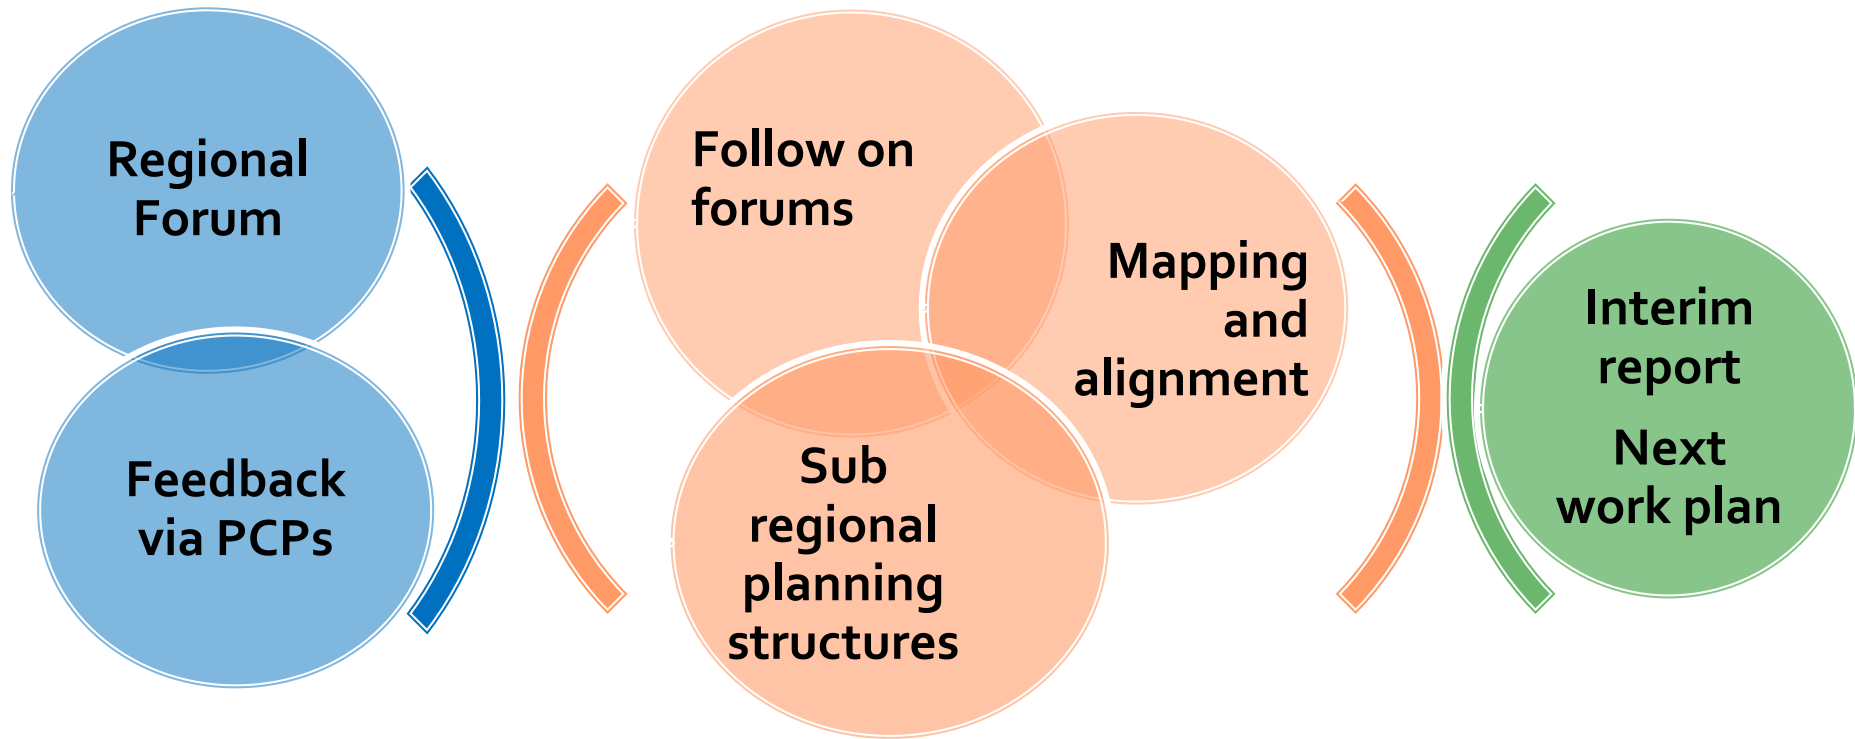 Regional
Forum
Feedback
via PCPs
Follow on
forums
Mapping
and
alignment
Sub
regional
planning
structures
Interim
report
Next
work plan